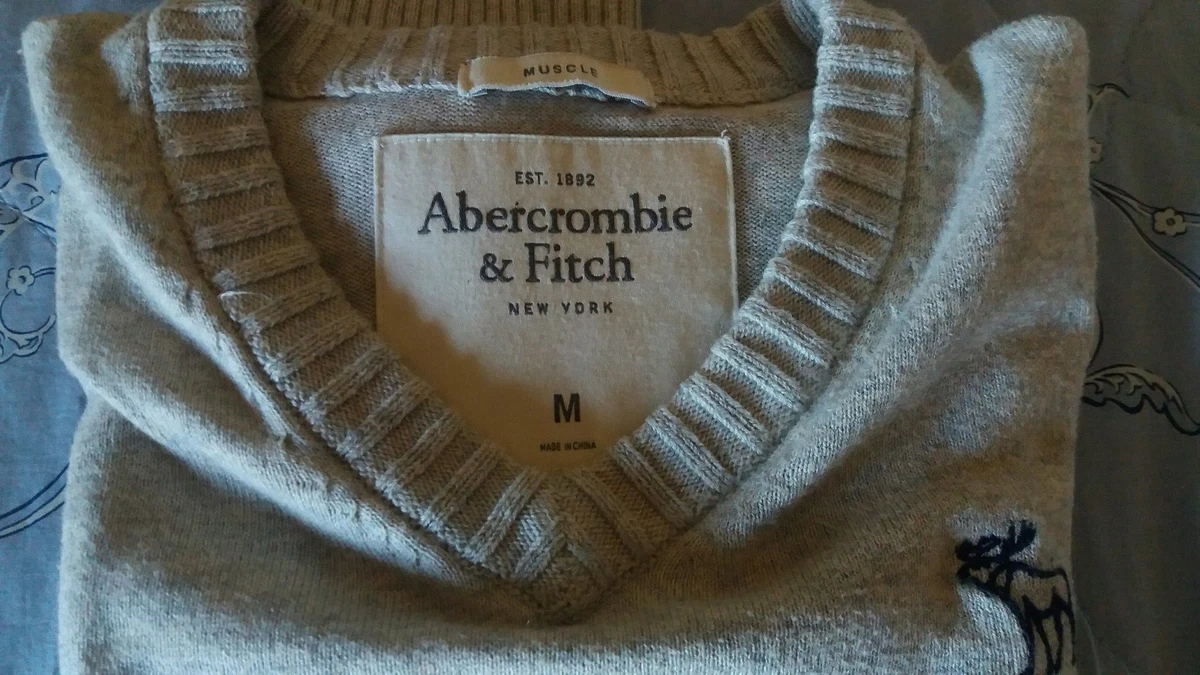 MUSCLE
EST. 1892
Abercrombie
& Fitch
NEW YORK
M
MADE IN CHINA